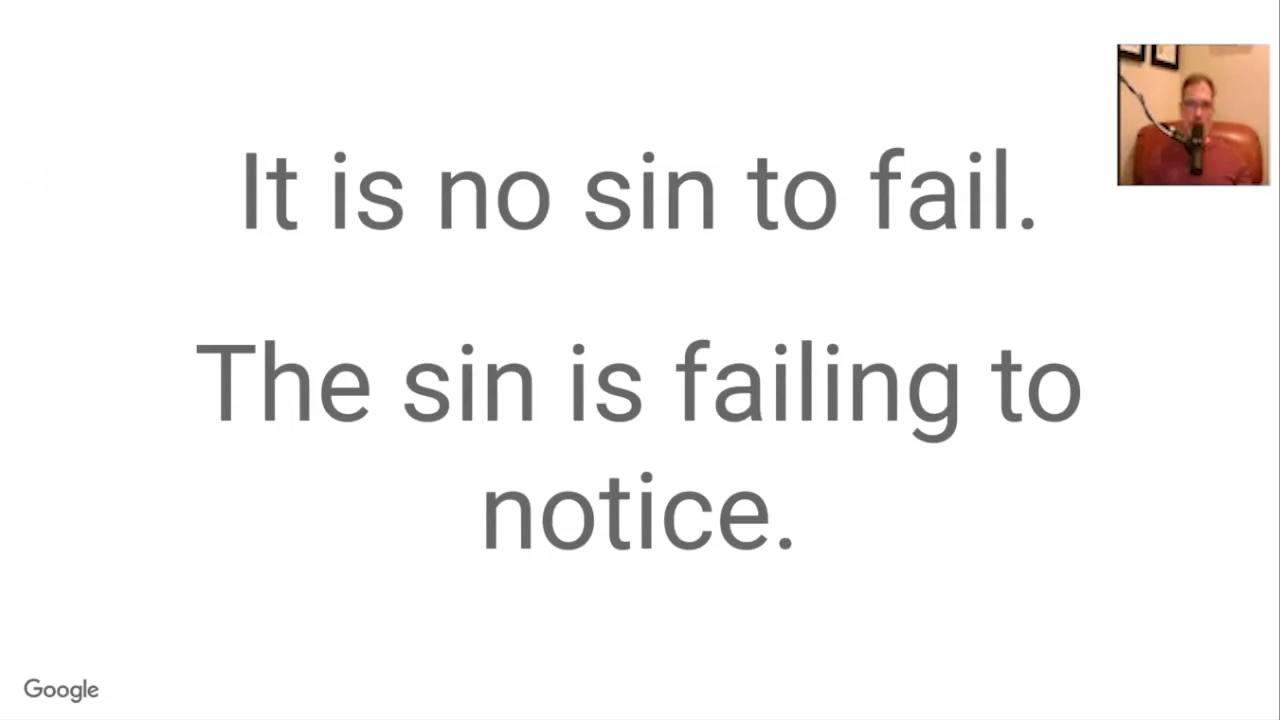 It is no sin to fail.
The sin is failing to
notice.
Google